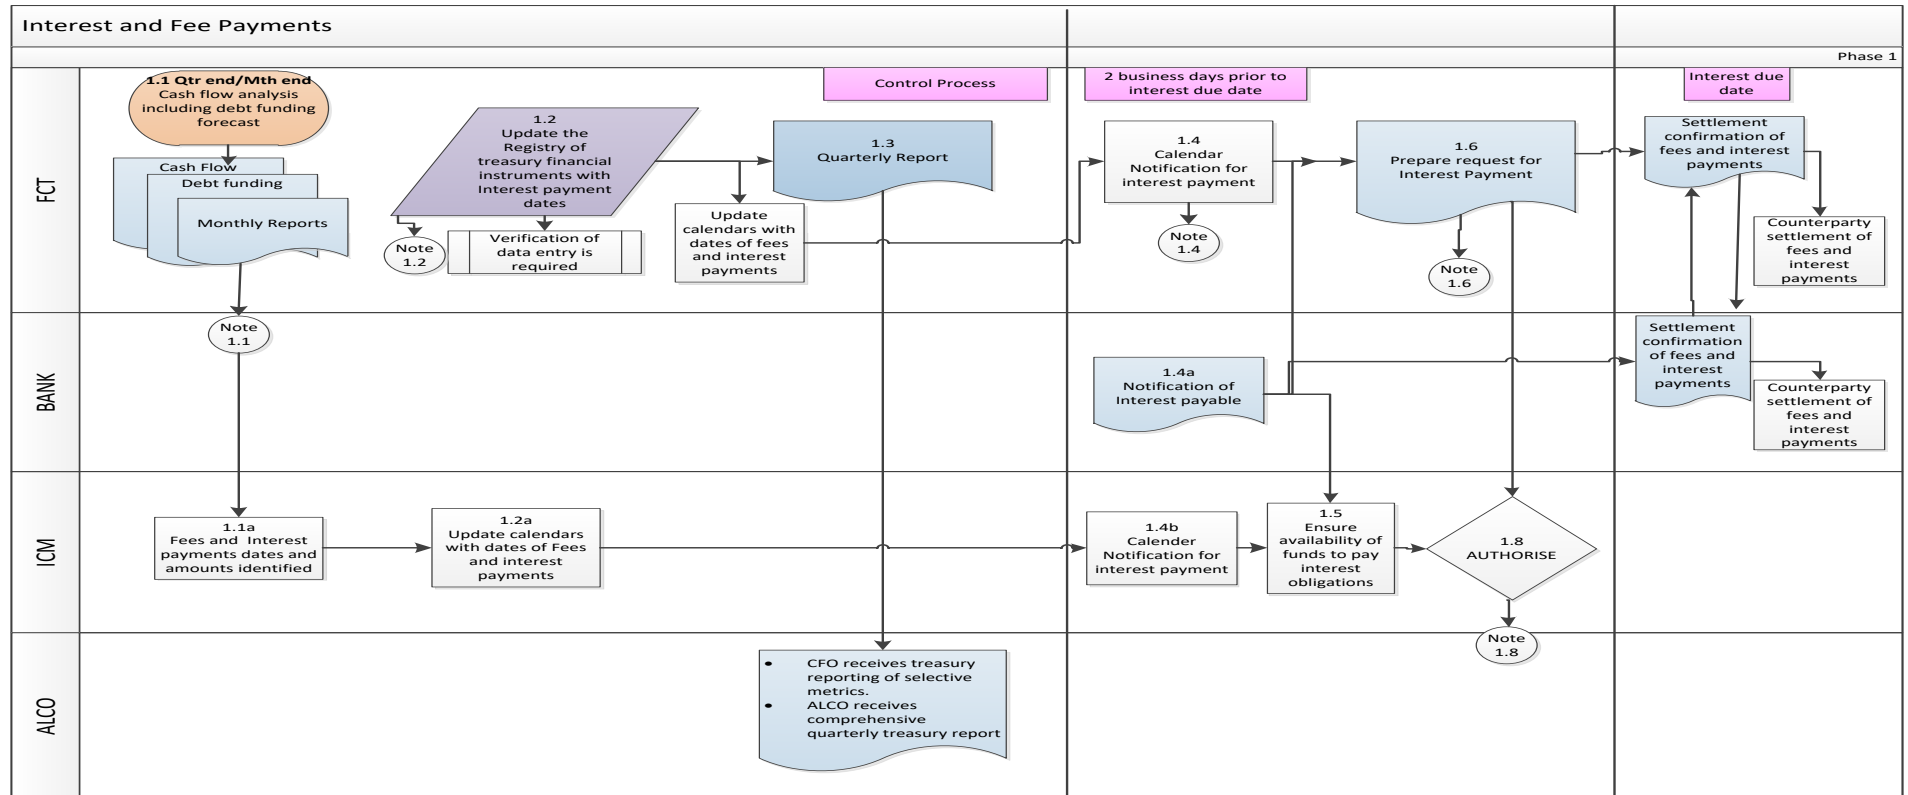 Interest and Fee Payments
Phase 1
FCT
1.1 Qtr end/Mth end
Cash flow analysis
including debt funding
forecast
Cash Flow
Debt funding
Monthly Reports
1.2
Update the
Registry of
treasury financial
instruments with
Interest payment
dates
Note
1.2
Verification of
data entry is
required
Control Process
1.3
Quarterly Report
Update
calendars with
dates of fees
and interest
payments
2 business days prior to
interest due date
1.4
Calendar
Notification for
interest payment
Note
1.4
1.6
Prepare request for
Interest Payment
Note
1.6
Interest due
date
Settlement
confirmation of
fees and interest
payments
Counterparty
settlement of
fees and
interest
payments
BANK
Note
1.1
1.4a
Notification of
Interest payable
Settlement
confirmation
of fees and
interest
payments
Counterparty
settlement of
fees and
interest
payments
ICM
1.1a
Fees and Interest
payments dates and
amounts identified
1.2a
Update calendars
with dates of Fees
and interest
payments
1.4b
Calender
Notification for
interest payment
1.5
Ensure
availability of
funds to pay
interest
obligations
1.8
AUTHORISE
Note
1.8
ALCO
• CFO receives treasury
reporting of selective
metrics.
• ALCO receives
comprehensive
quarterly treasury report